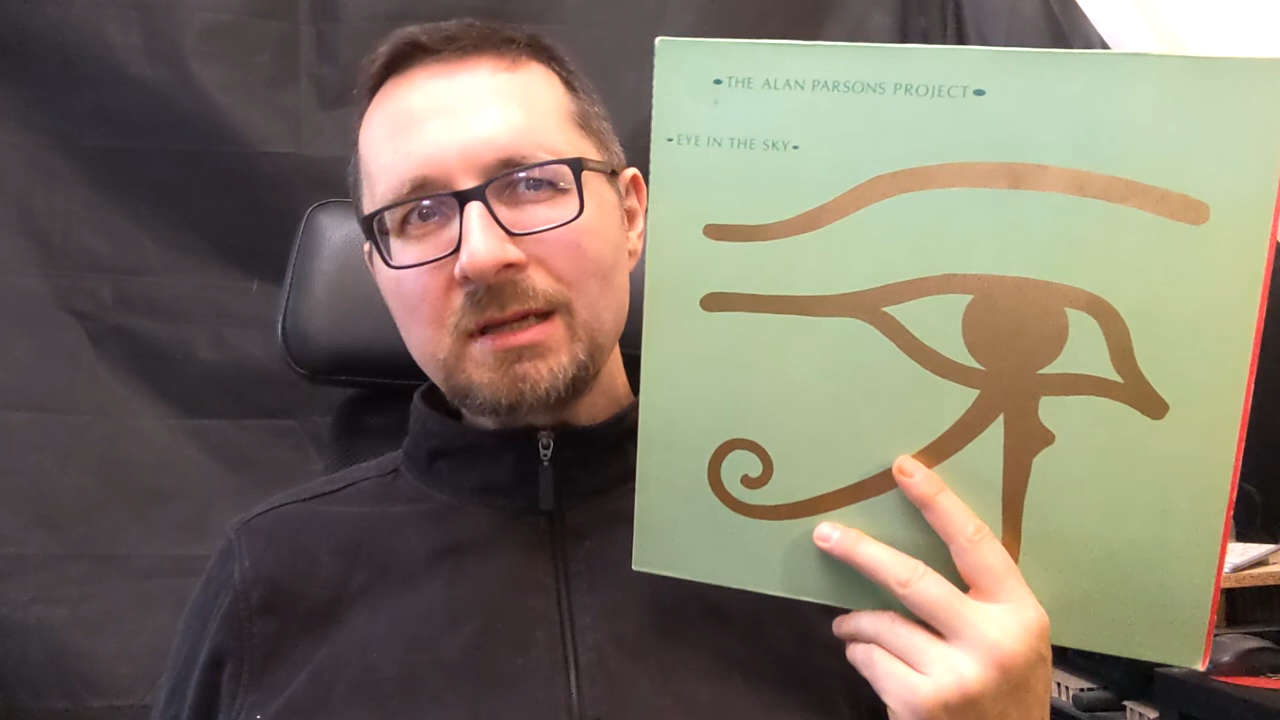 •THE ALAN PARSONS PROJECT•
•EYE IN THE SKY•